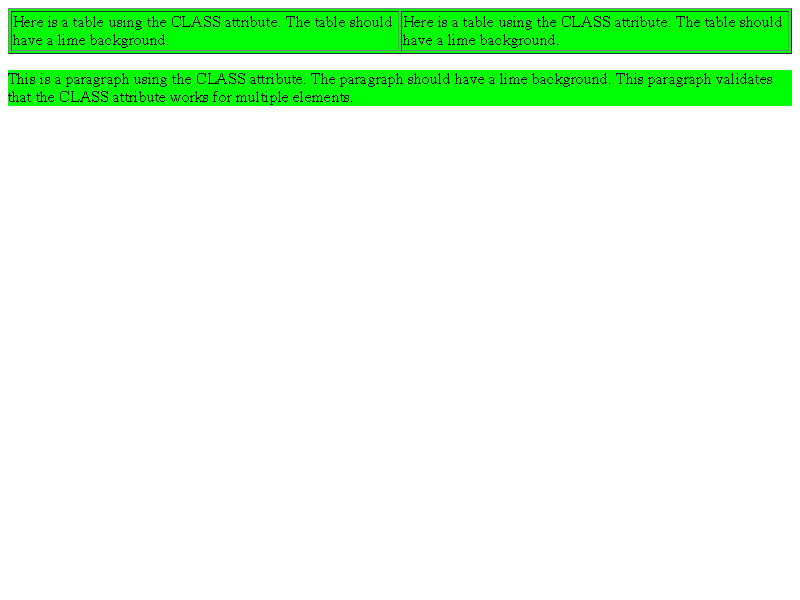 Here is a table using the CLASS attribute. The table should
have a lime background.
Here is a table using the CLASS attribute. The table should
have a lime background.
This is a paragraph using the CLASS attribute. The paragraph should have a lime background. This paragraph validates
that the CLASS attribute works for multiple elements.